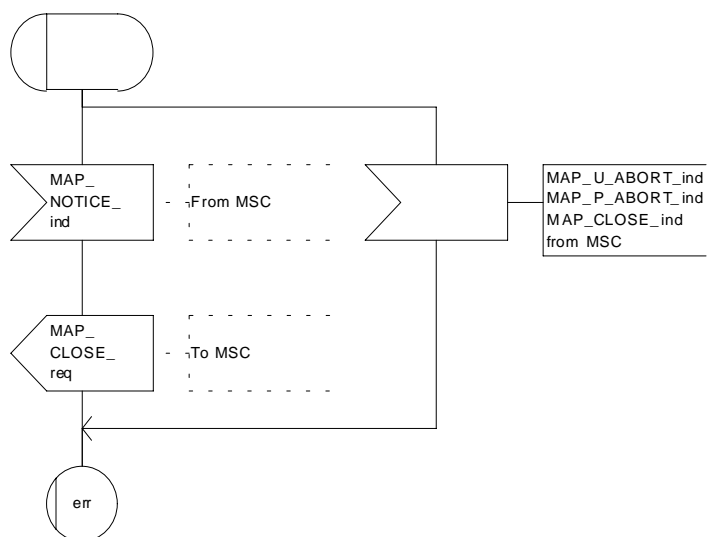 MAP_
NOTICE_
ind
From MSC
MAP_U_ABORT_ind
MAP_P_ABORT_ind
MAP_CLOSE_ind
from MSC
MAP_
CLOSE_
req
To MSC
err